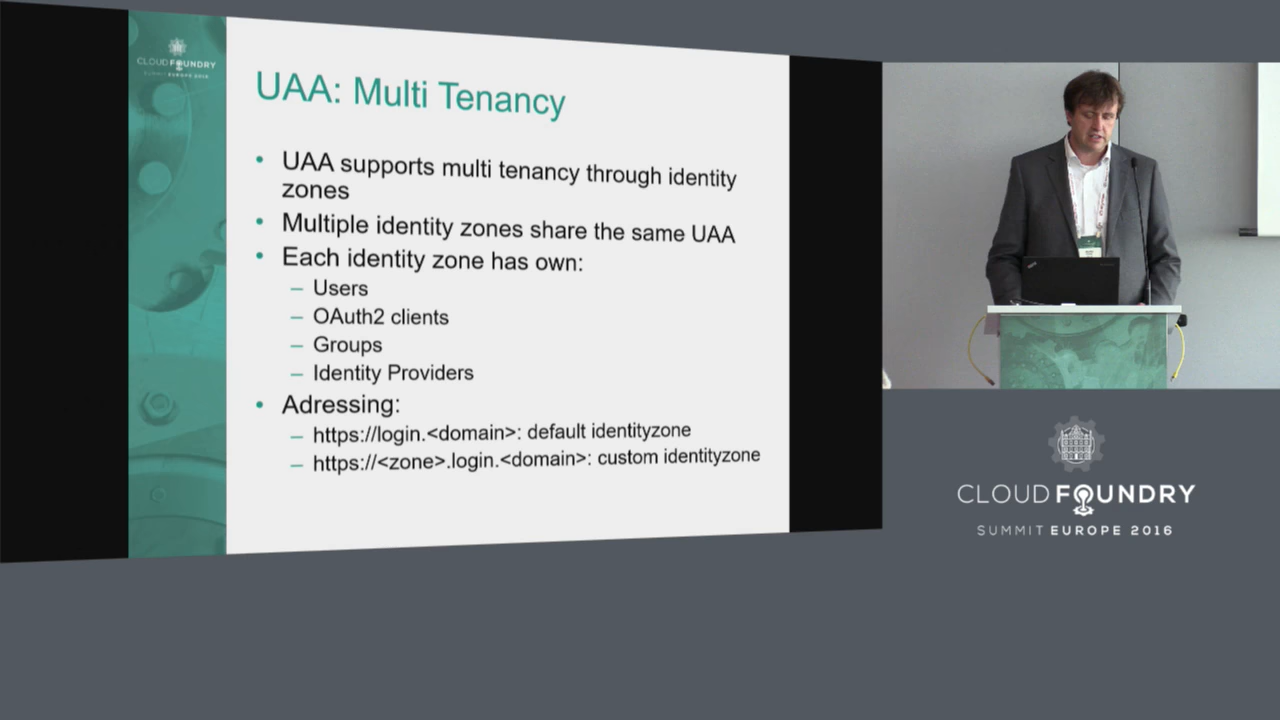 CLOUD FOUNDRY
SUMMIT EUROPE 2016
UAA: Multi Tenancy
• UAA supports multi tenancy through identity
zones
• Multiple identity zones share the same UAA
• Each identity zone has own:
– Users
– OAuth2 clients
– Groups
– Identity Providers
• Adressing:
– https://login.<domain>: default identityzone
– https://<zone>.login.<domain>: custom identityzone
CLOUD FOUNDRY
SUMMIT EUROPE 2016